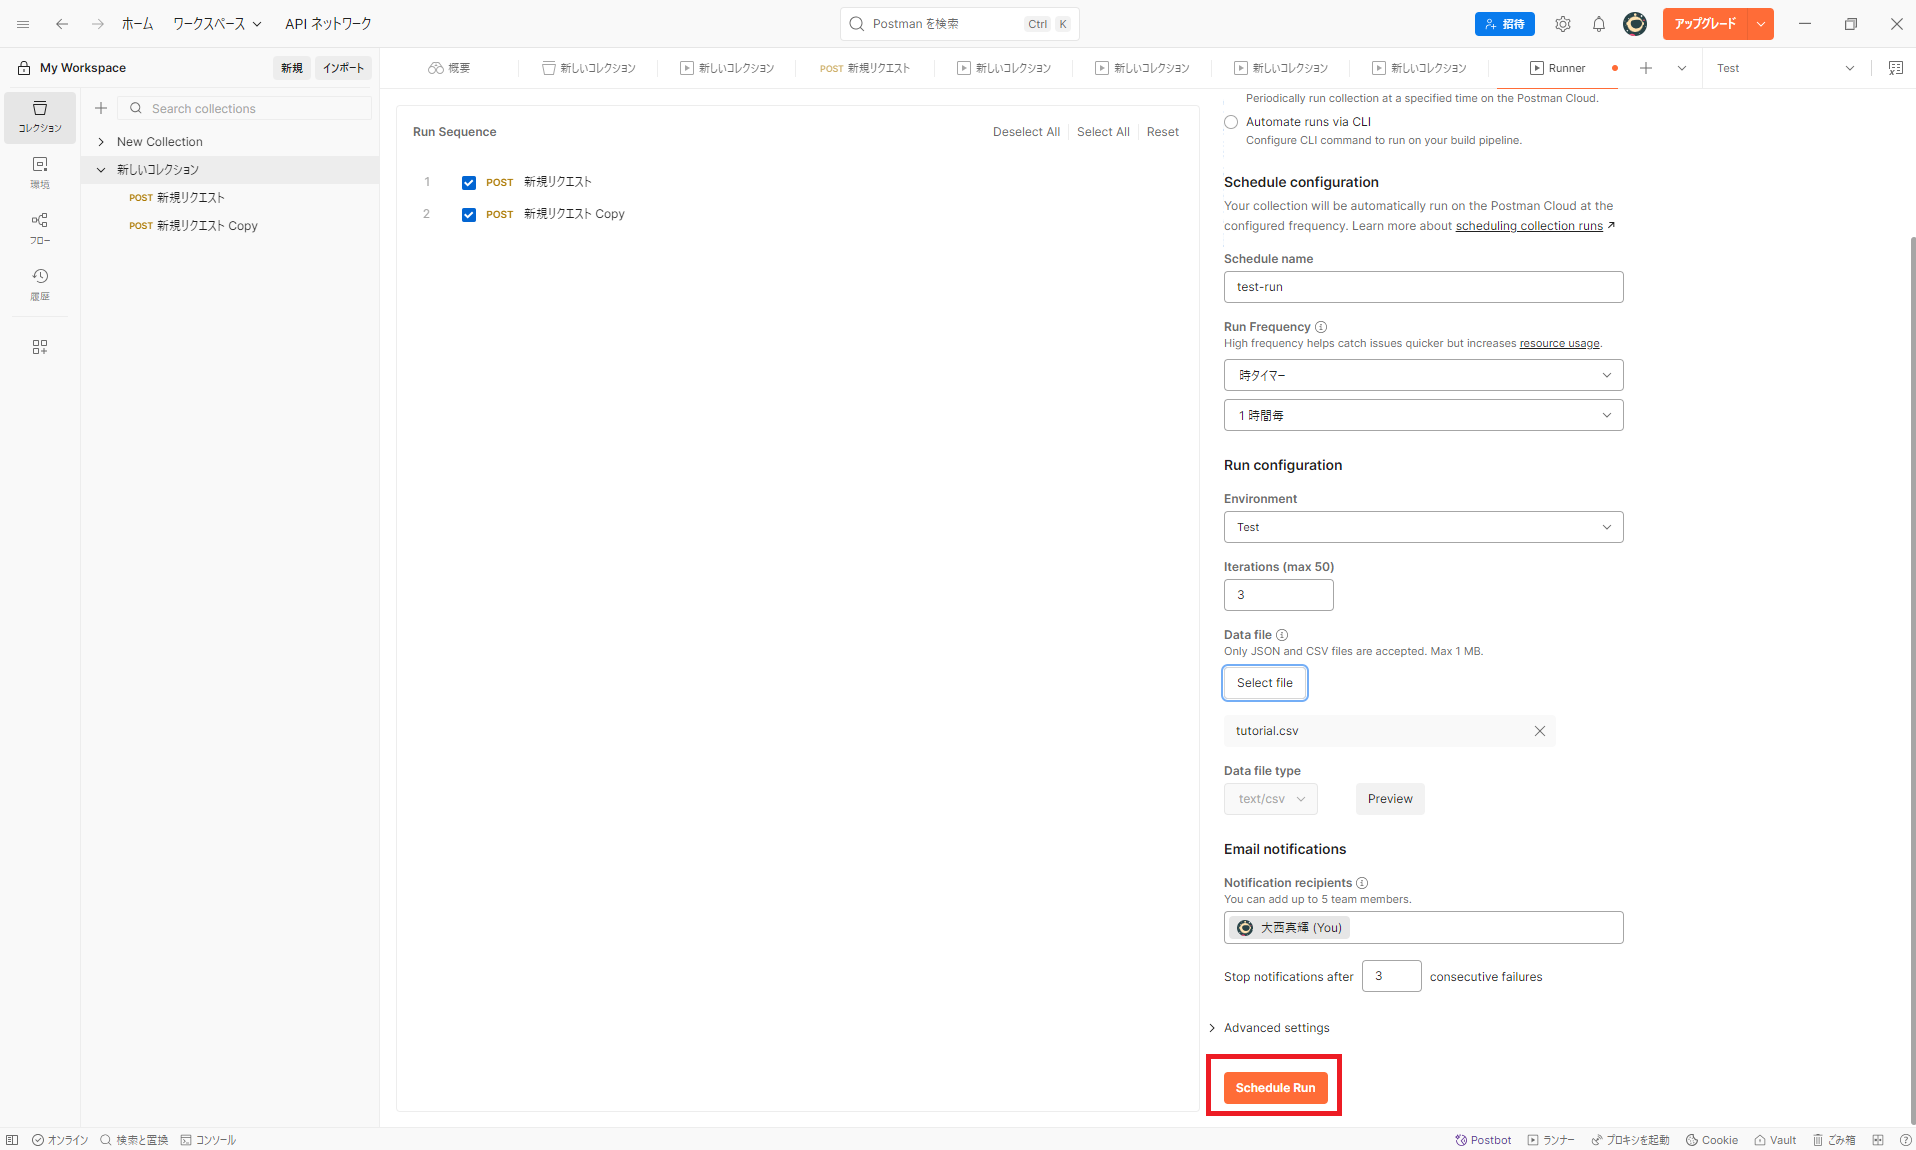 ホーム ワークスペース API ネットワーク Postman を検索 Ctrl K 招待 アップグレード
My Workspace 新規 インポート
概要 新しいコレクション 新しいコレクション POST 新規リクエスト 新しいコレクション 新しいコレクション 新しいコレクション 新しいコレクション Runner Test
コレクション
環境
フロー
履歴
Search collections
New Collection
新しいコレクション
POST 新規リクエスト
POST 新規リクエスト Copy
Run Sequence Deselect All Select All Reset
1 POST 新規リクエスト
2 POST 新規リクエスト Copy
Periodically run collection at a specified time on the Postman Cloud.
Automate runs via CLI
Configure CLI command to run on your build pipeline.
Schedule configuration
Your collection will be automatically run on the Postman Cloud at the
configured frequency. Learn more about scheduling collection runs ↗
Schedule name
test-run
Run Frequency
High frequency helps catch issues quicker but increases resource usage.
時タイマー
1 時間毎
Run configuration
Environment
Test
Iterations (max 50)
3
Data file
Only JSON and CSV files are accepted. Max 1 MB.
Select file
tutorial.csv
Data file type
text/csv Preview
Email notifications
Notification recipients
You can add up to 5 team members.
大西真輝 (You)
Stop notifications after 3 consecutive failures
Advanced settings
Schedule Run
オンライン 検索と置換 コンソール Postbot ランナー プロキシを起動 Cookie Vault ごみ箱